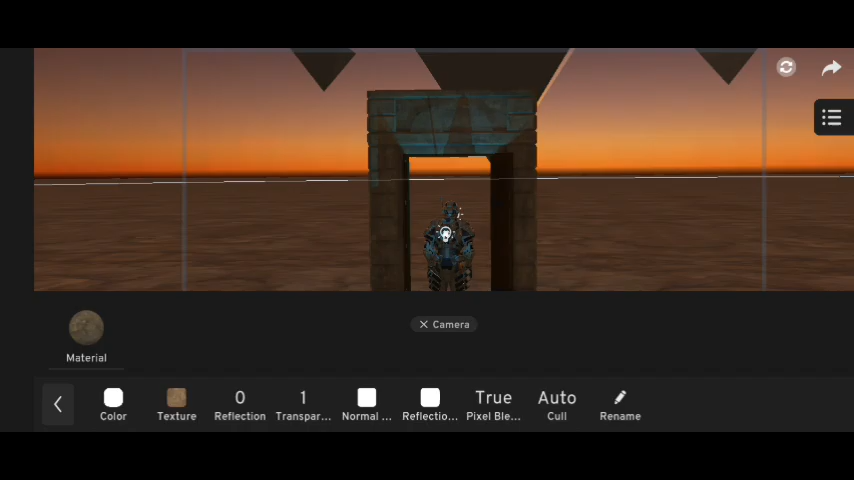 Camera
Material
0
1
True
Auto
Color
Texture
Reflection
Transpar...
Normal ...
Reflectio...
Pixel Ble...
Cull
Rename